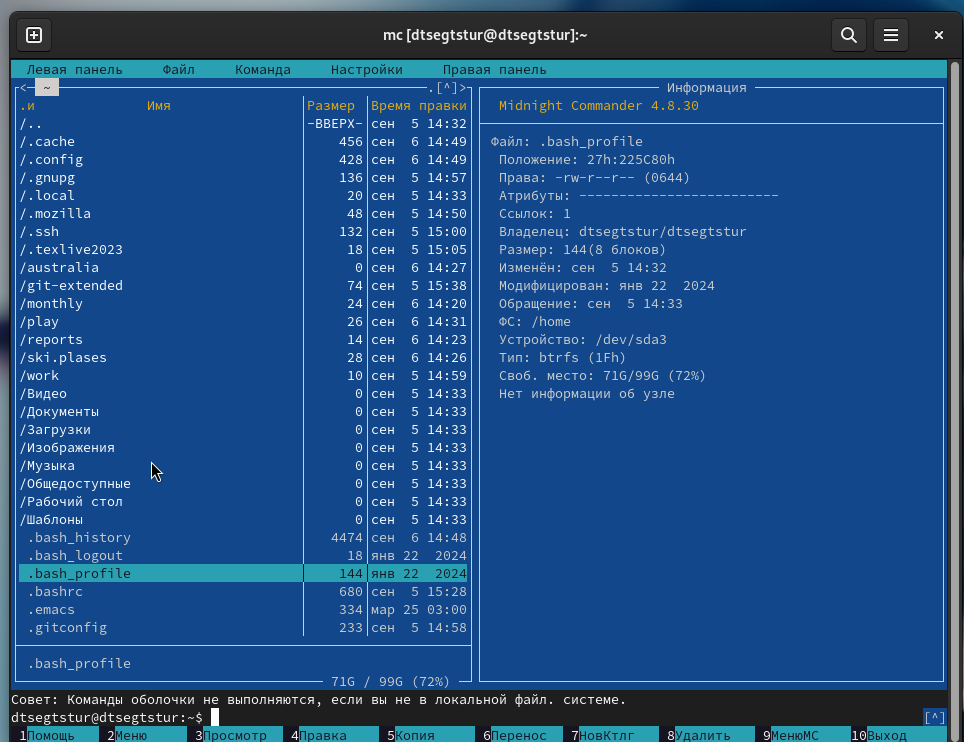 mc [dtsegtstur@dtsegtstur]:~
Левая панель Файл Команда Настройки Правая панель
<- ~ .[^]>
.и Имя Размер Время правки
/.. -ВВЕРХ- сен 5 14:32
/.cache 456 сен 6 14:49
/.config 428 сен 6 14:49
/.gnupg 136 сен 5 14:57
/.local 20 сен 5 14:33
/.mozilla 48 сен 5 14:50
/.ssh 132 сен 5 15:00
/.texlive2023 18 сен 5 15:05
/australia 0 сен 6 14:27
/git-extended 74 сен 5 15:38
/monthly 24 сен 6 14:20
/play 26 сен 6 14:31
/reports 14 сен 6 14:23
/ski.plases 28 сен 6 14:26
/work 10 сен 5 14:59
/Видео 0 сен 5 14:33
/Документы 0 сен 5 14:33
/Загрузки 0 сен 5 14:33
/Изображения 0 сен 5 14:33
/Музыка 0 сен 5 14:33
/Общедоступные 0 сен 5 14:33
/Рабочий стол 0 сен 5 14:33
/Шаблоны 0 сен 5 14:33
.bash_history 4474 сен 6 14:48
.bash_logout 18 янв 22 2024
.bash_profile 144 янв 22 2024
.bashrc 680 сен 5 15:28
.emacs 334 мар 25 03:00
.gitconfig 233 сен 5 14:58
.bash_profile
71G / 99G (72%)
Информация
Midnight Commander 4.8.30
Файл: .bash_profile
Положение: 27h:225C80h
Права: -rw-r--r-- (0644)
Атрибуты: -------------------------
Ссылок: 1
Владелец: dtsegtstur/dtsegtstur
Размер: 144(8 блоков)
Изменён: сен 5 14:32
Модифицирован: янв 22 2024
Обращение: сен 5 14:33
ФС: /home
Устройство: /dev/sda3
Тип: btrfs (1Fh)
Своб. место: 71G/99G (72%)
Нет информации об узле
Совет: Команды оболочки не выполняются, если вы не в локальной файл. системе.
dtsegtstur@dtsegtstur:~$ [^]
1Помощь 2Меню 3Просмотр 4Правка 5Копия 6Перенос 7НовКтлг 8Удалить 9МенюMC 10Выход